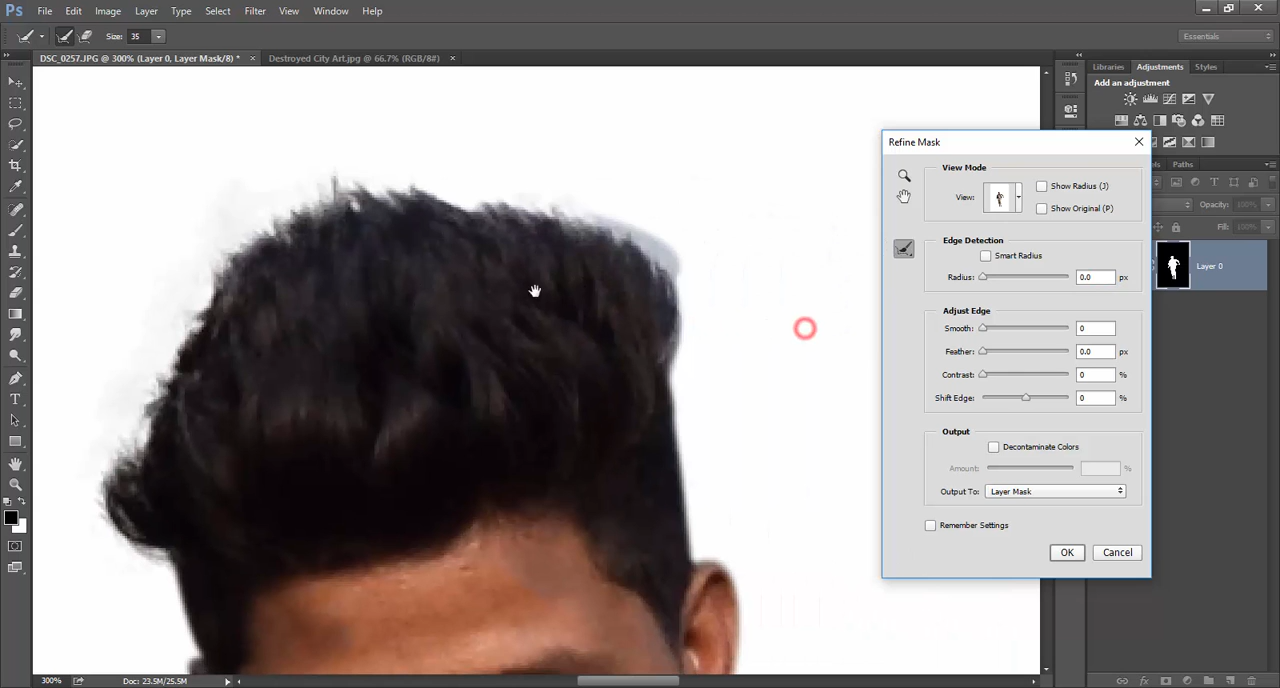 Ps File Edit Image Layer Type Select Filter View Window Help
Size: 35 Essentials
DSC_0257.JPG @ 300% (Layer 0, Layer Mask/8) * × Destroyed City Art.jpg @ 66.7% (RGB/8#) ×
Libraries Adjustments Styles
Add an adjustment
Refine Mask
Paths
View Mode
View: Show Radius (J)
Show Original (P)
Opacity: 100%
Fill: 100%
Edge Detection
Smart Radius
Radius: 0.0 px
Layer 0
Adjust Edge
Smooth: 0
Feather: 0.0 px
Contrast: 0 %
Shift Edge: 0 %
Output
Decontaminate Colors
Amount: %
Output To: Layer Mask
Remember Settings
OK Cancel
300% Doc: 23.5M/25.5M